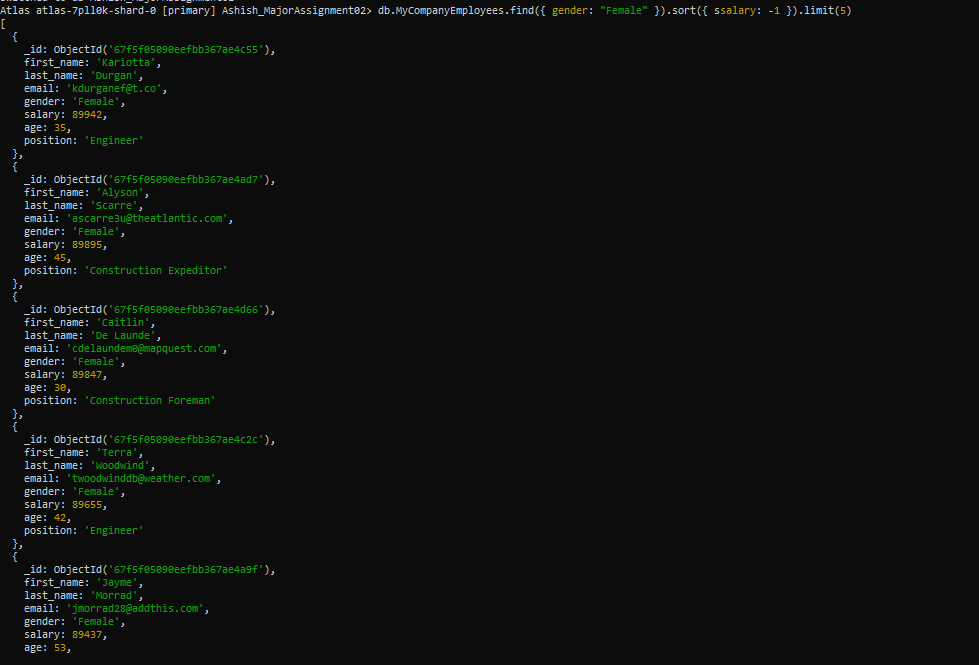 Atlas atlas-7pll0k-shard-0 [primary] Ashish_MajorAssignment02> db.MyCompanyEmployees.find({ gender: "Female" }).sort({ ssalary: -1 }).limit(5)
[
  {
    _id: ObjectId('67f5f05090eefbb367ae4c55'),
    first_name: 'Kariotta',
    last_name: 'Durgan',
    email: 'kdurganef@t.co',
    gender: 'Female',
    salary: 89942,
    age: 35,
    position: 'Engineer'
  },
  {
    _id: ObjectId('67f5f05090eefbb367ae4ad7'),
    first_name: 'Alyson',
    last_name: 'Scarre',
    email: 'ascarre3u@theatlantic.com',
    gender: 'Female',
    salary: 89895,
    age: 45,
    position: 'Construction Expeditor'
  },
  {
    _id: ObjectId('67f5f05090eefbb367ae4d66'),
    first_name: 'Caitlin',
    last_name: 'De Launde',
    email: 'cdelaundem0@mapquest.com',
    gender: 'Female',
    salary: 89847,
    age: 30,
    position: 'Construction Foreman'
  },
  {
    _id: ObjectId('67f5f05090eefbb367ae4c2c'),
    first_name: 'Terra',
    last_name: 'Woodwind',
    email: 'twoodwinddb@weather.com',
    gender: 'Female',
    salary: 89655,
    age: 42,
    position: 'Engineer'
  },
  {
    _id: ObjectId('67f5f05090eefbb367ae4a9f'),
    first_name: 'Jayme',
    last_name: 'Morrad',
    email: 'jmorrad28@addthis.com',
    gender: 'Female',
    salary: 89437,
    age: 53,